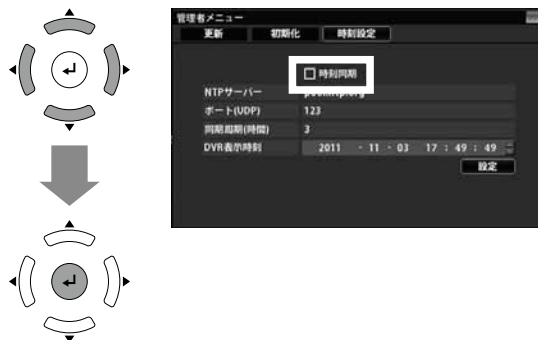 管理者メニュー
更新 初期化 時刻設定
時刻同期
NTPサーバー
ポート(UDP) 123
同期周期(時間) 3
DVR表示時刻 2011 - 11 - 03 17 : 49 : 49
設定